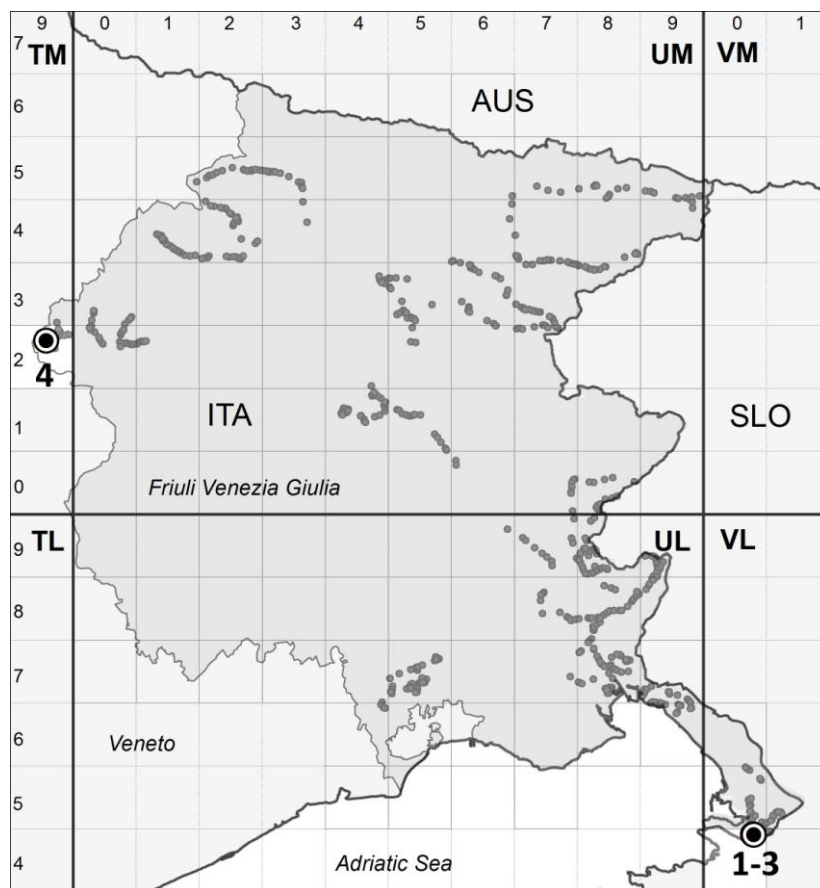 9 0 1 2 3 4 5 6 7 8 9 0 1
7 TM UM VM
6 AUS
5
4
3
2
4
ITA SLO
1
0 Friuli Venezia Giulia
TL UL VL
9
8
7
6 Veneto
5
1-3
4 Adriatic Sea